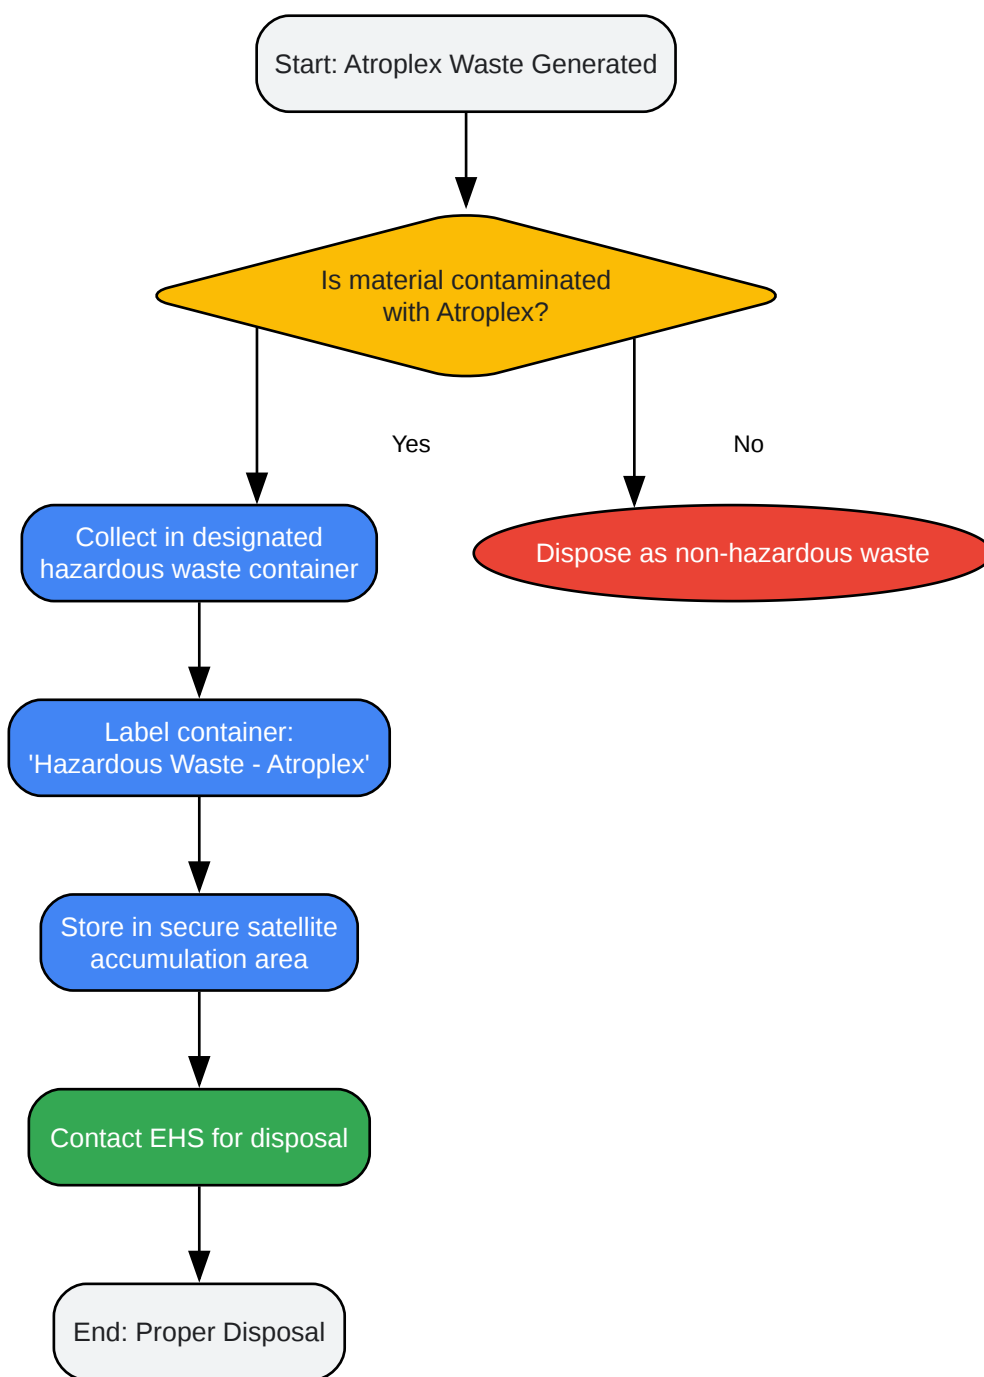 Start: Atroplex Waste Generated
Is material contaminated
with Atroplex?
Yes
No
Collect in designated
hazardous waste container
Dispose as non-hazardous waste
Label container:
'Hazardous Waste - Atroplex'
Store in secure satellite
accumulation area
Contact EHS for disposal
End: Proper Disposal